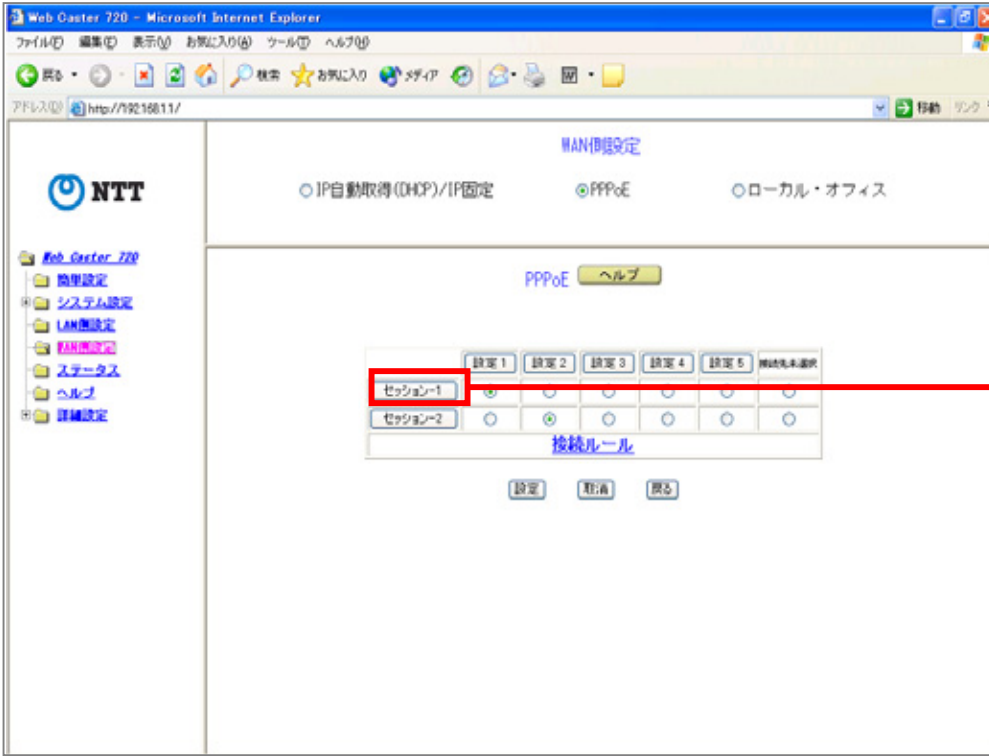 Web Caster 720 - Microsoft Internet Explorer
ファイル(F) 編集(E) 表示(V) お気に入り(A) ツール(T) ヘルプ(H)
戻る 検索 お気に入り メディア
アドレス(D) http://192.168.1.1/ 移動 リンク
WAN側設定
NTT
IP自動取得(DHCP)/IP固定 PPPoE ローカル・オフィス
Web Caster 720
簡単設定
システム設定
LAN側設定
WAN側設定
ステータス
ヘルプ
詳細設定
PPPoE ヘルプ
設定1 設定2 設定3 設定4 設定5 接続先未選択
セッション-1
セッション-2
接続ルール
設定 取消 戻る